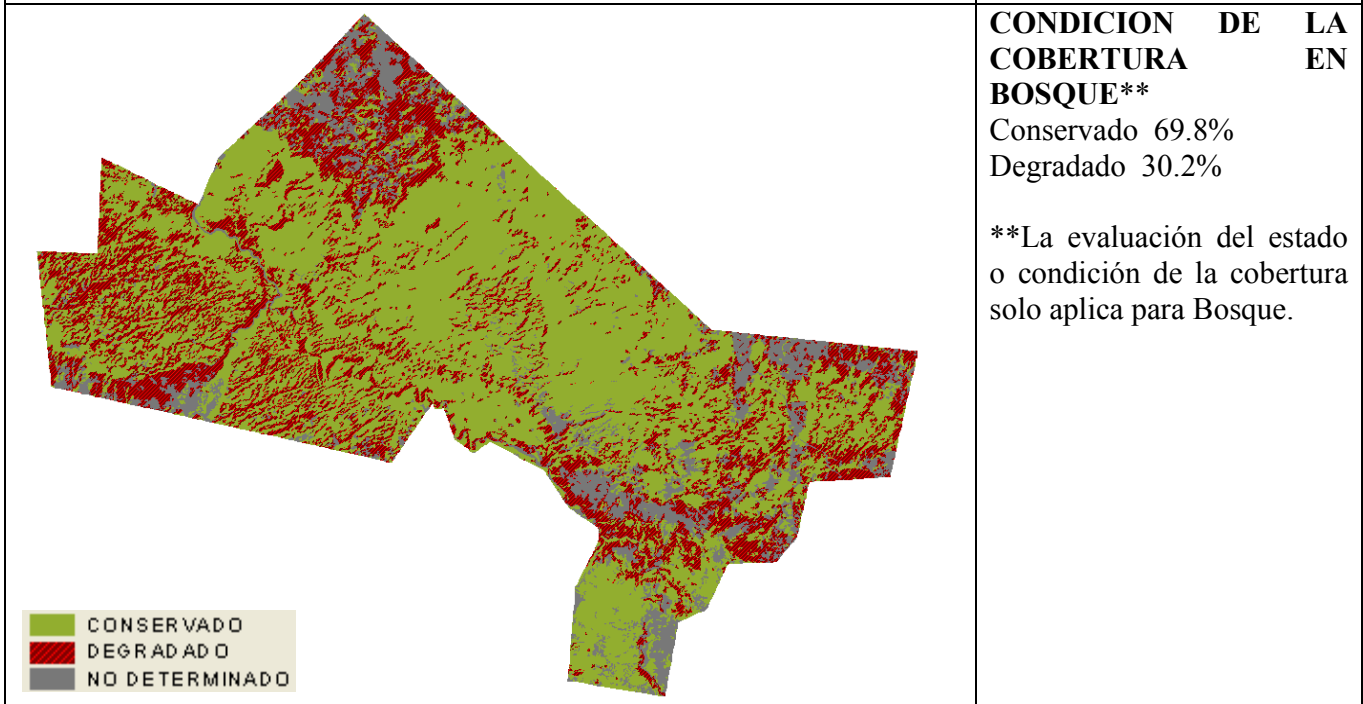 CONDICION DE LA
COBERTURA EN
BOSQUE**
Conservado 69.8%
Degradado 30.2%
**La evaluación del estado
o condición de la cobertura
solo aplica para Bosque.
CONSERVADO
DEGRADADO
NO DETERMINADO